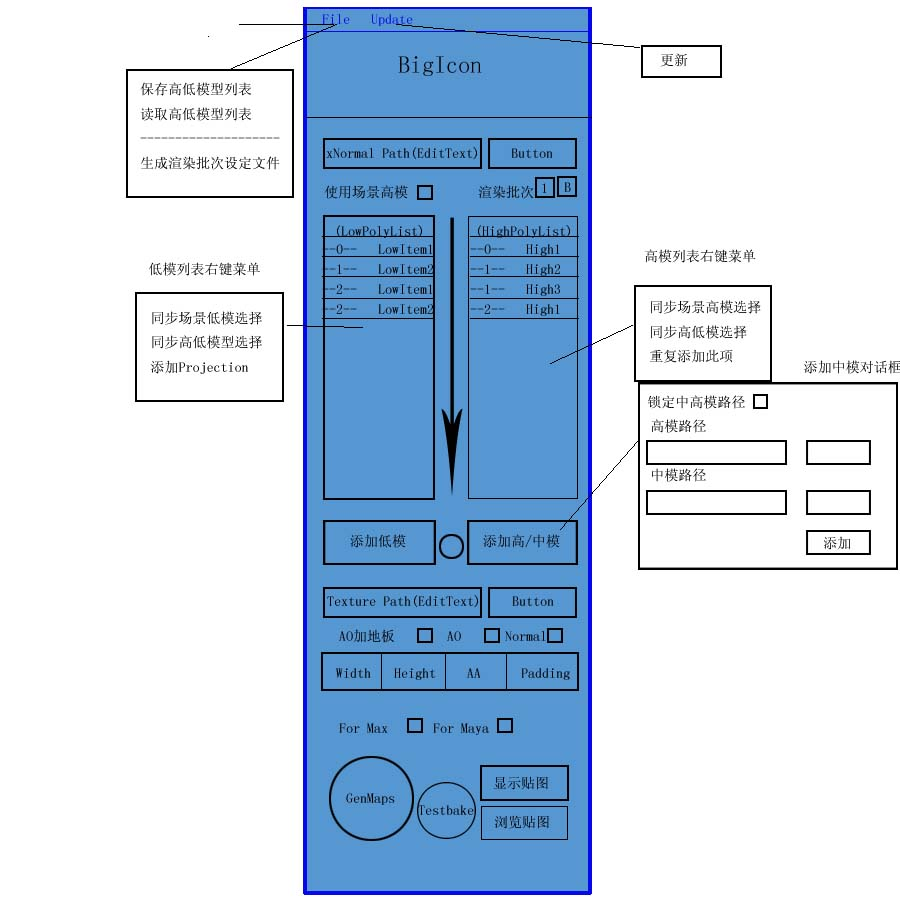 File Update
BigIcon
更新
保存高低模型列表
读取高低模型列表
--------------------
生成渲染批次设定文件
xNormal Path(EditText) Button
使用场景高模 渲染批次 1 B
(LowPolyList) (HighPolyList)
--0-- LowItem1 --0-- High1
--1-- LowItem2 --1-- High2
--2-- LowItem1 --2-- High3
--2-- LowItem2 --2-- High1
低模列表右键菜单
同步场景低模选择
同步高低模型选择
添加Projection
高模列表右键菜单
同步场景高模选择
同步高低模选择
重复添加此项
添加中模对话框
锁定中高模路径
高模路径
中模路径
添加
添加低模 添加高/中模
Texture Path(EditText) Button
AO加地板 AO Normal
Width Height AA Padding
For Max For Maya
GenMaps Testbake 显示贴图
浏览贴图